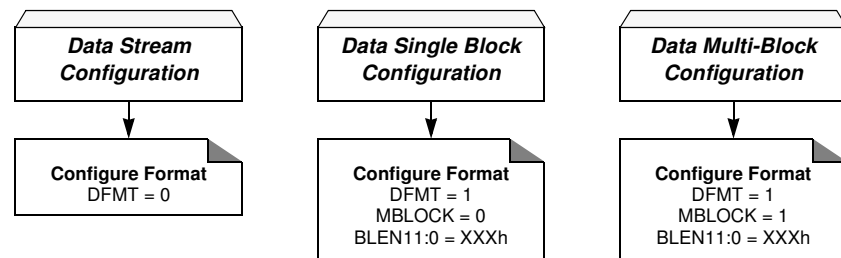 Data Stream
Configuration
Configure Format
DFMT = 0
Data Single Block
Configuration
Configure Format
DFMT = 1
MBLOCK = 0
BLEN11:0 = XXXh
Data Multi-Block
Configuration
Configure Format
DFMT = 1
MBLOCK = 1
BLEN11:0 = XXXh